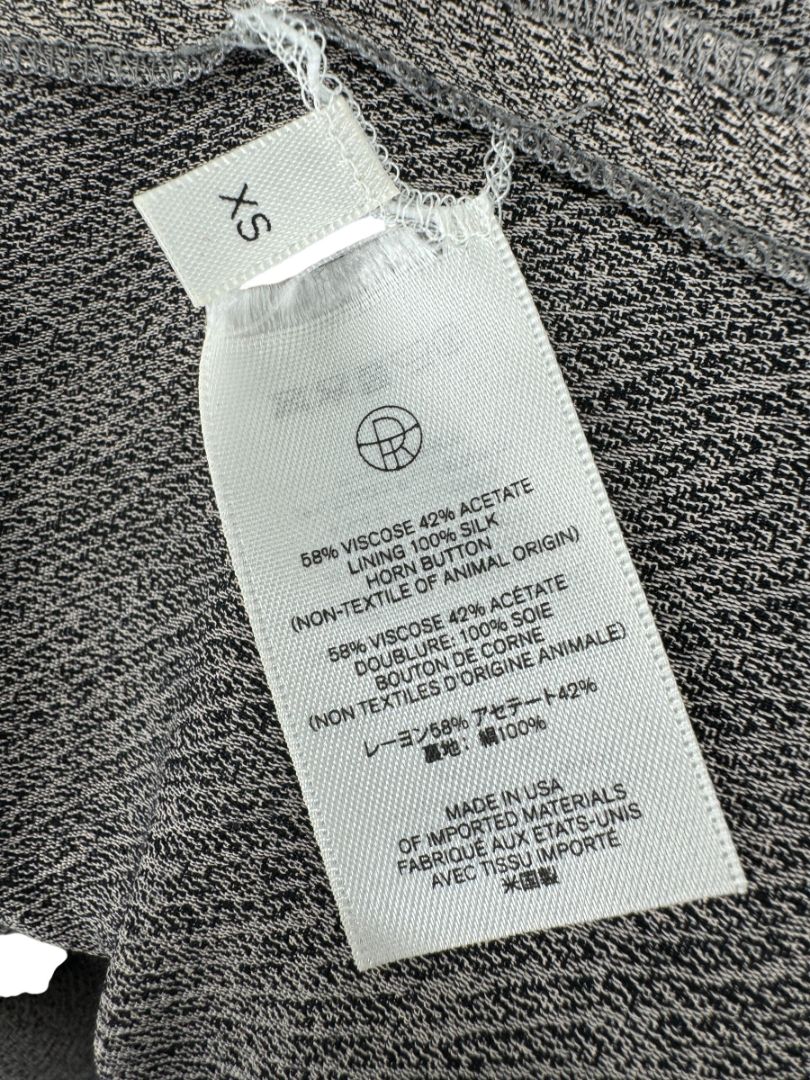 XS
58% VISCOSE 42% ACETATE
LINING 100% SILK
HORN BUTTON
(NON-TEXTILE OF ANIMAL ORIGIN)
58% VISCOSE 42% ACÉTATE
DOUBLURE: 100% SOIE
BOUTON DE CORNE
(NON TEXTILES D'ORIGINE ANIMALE)
レーヨン58% アセテート42%
裏地：絹100%
MADE IN USA
OF IMPORTED MATERIALS
FABRIQUÉ AUX ETATS-UNIS
AVEC TISSU IMPORTÉ
米国製